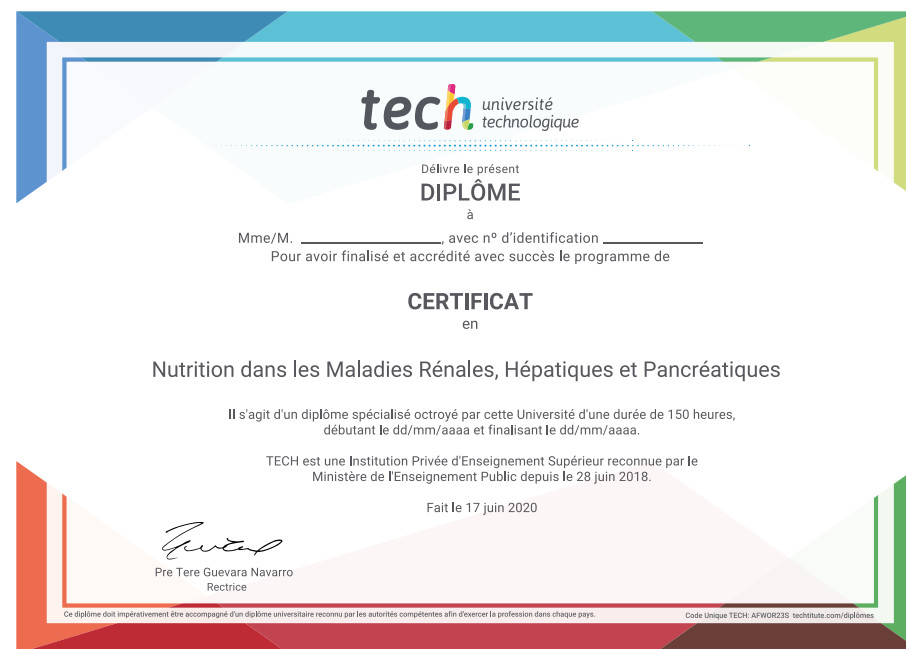 tech université
technologique
Délivre le présent
DIPLÔME
à
Mme/M. ____________________, avec nº d'identification ______________
Pour avoir finalisé et accrédité avec succès le programme de
CERTIFICAT
en
Nutrition dans les Maladies Rénales, Hépatiques et Pancréatiques
Il s'agit d'un diplôme spécialisé octroyé par cette Université d'une durée de 150 heures,
débutant le dd/mm/aaaa et finalisant le dd/mm/aaaa.
TECH est une Institution Privée d'Enseignement Supérieur reconnue par le
Ministère de l'Enseignement Public depuis le 28 juin 2018.
Fait le 17 juin 2020
Pre Tere Guevara Navarro
Rectrice
Ce diplôme doit impérativement être accompagné d'un diplôme universitaire reconnu par les autorités compétentes afin d'exercer la profession dans chaque pays.
Code Unique TECH: AFWOR23S techtitute.com/diplômes